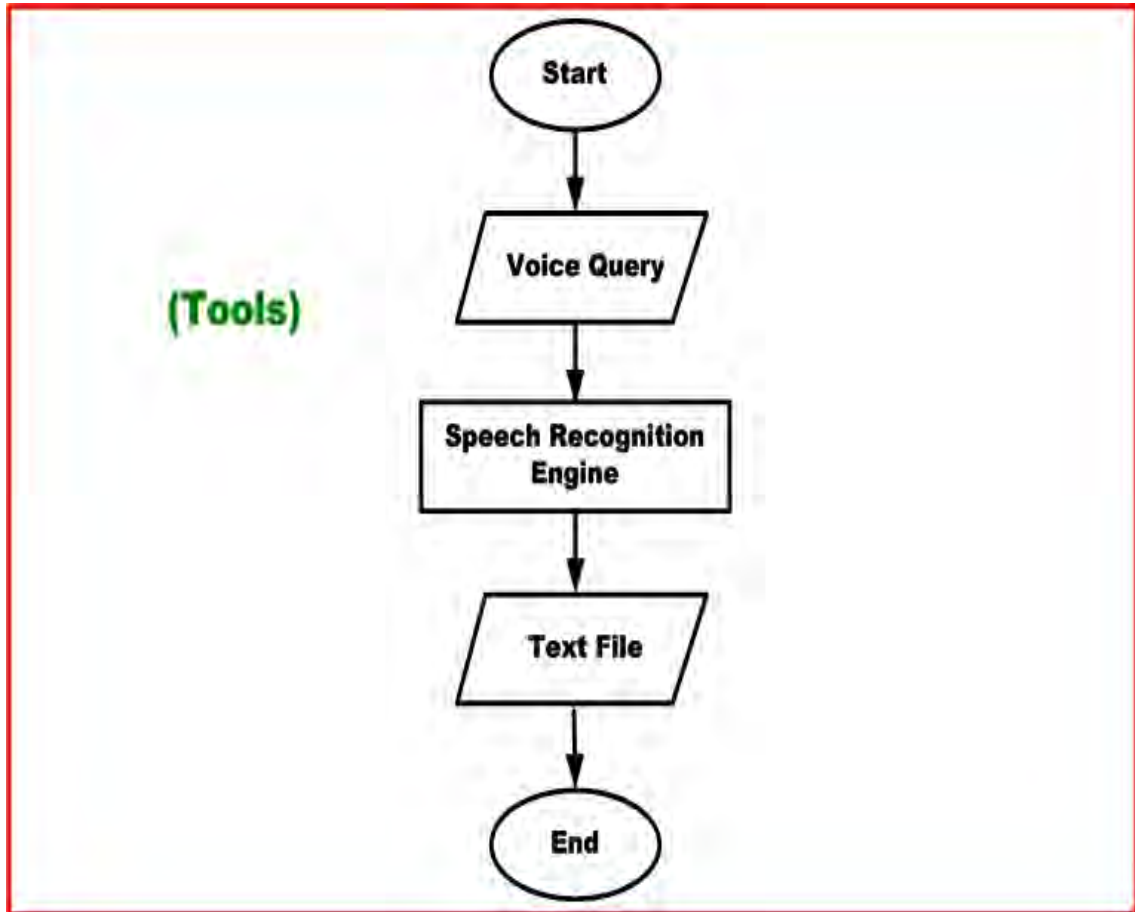 Start
Voice Query
(Tools)
Speech Recognition
Engine
Text File
End